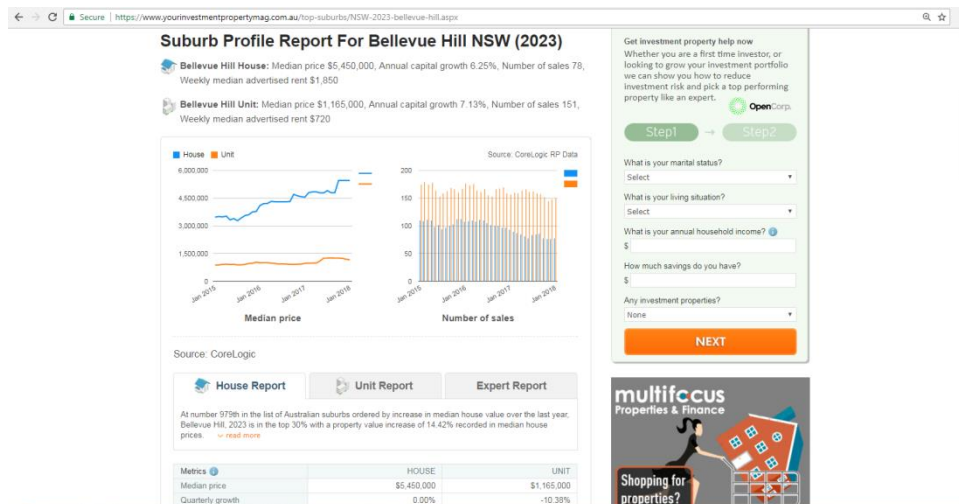 Secure | https://www.yourinvestmentpropertymag.com.au/top-suburbs/NSW-2023-bellevue-hill.aspx
Suburb Profile Report For Bellevue Hill NSW (2023)
Bellevue Hill House: Median price $5,450,000, Annual capital growth 6.25%, Number of sales 78,
Weekly median advertised rent $1,850
Bellevue Hill Unit: Median price $1,165,000, Annual capital growth 7.13%, Number of sales 151,
Weekly median advertised rent $720
House Unit
Source: CoreLogic RP Data
6,000,000
4,500,000
3,000,000
1,500,000
0
Jan 2015
Jan 2016
Jan 2017
Jan 2018
Median price
200
150
100
50
0
Jan 2015
Jan 2016
Jan 2017
Jan 2018
Number of sales
Source: CoreLogic
House Report
Unit Report
Expert Report
At number 979th in the list of Australian suburbs ordered by increase in median house value over the last year,
Bellevue Hill, 2023 is in the top 30% with a property value increase of 14.42% recorded in median house
prices. read more
Metrics HOUSE UNIT
Median price $5,450,000 $1,165,000
Quarterly growth 0.00% -10.38%
Get investment property help now
Whether you are a first time investor, or
looking to grow your investment portfolio
we can show you how to reduce
investment risk and pick a top performing
property like an expert.
OpenCorp.
Step1 → Step2
What is your marital status?
Select
What is your living situation?
Select
What is your annual household income?
$
How much savings do you have?
$
Any investment properties?
None
NEXT
multifocus
Properties & Finance
Shopping for
properties?